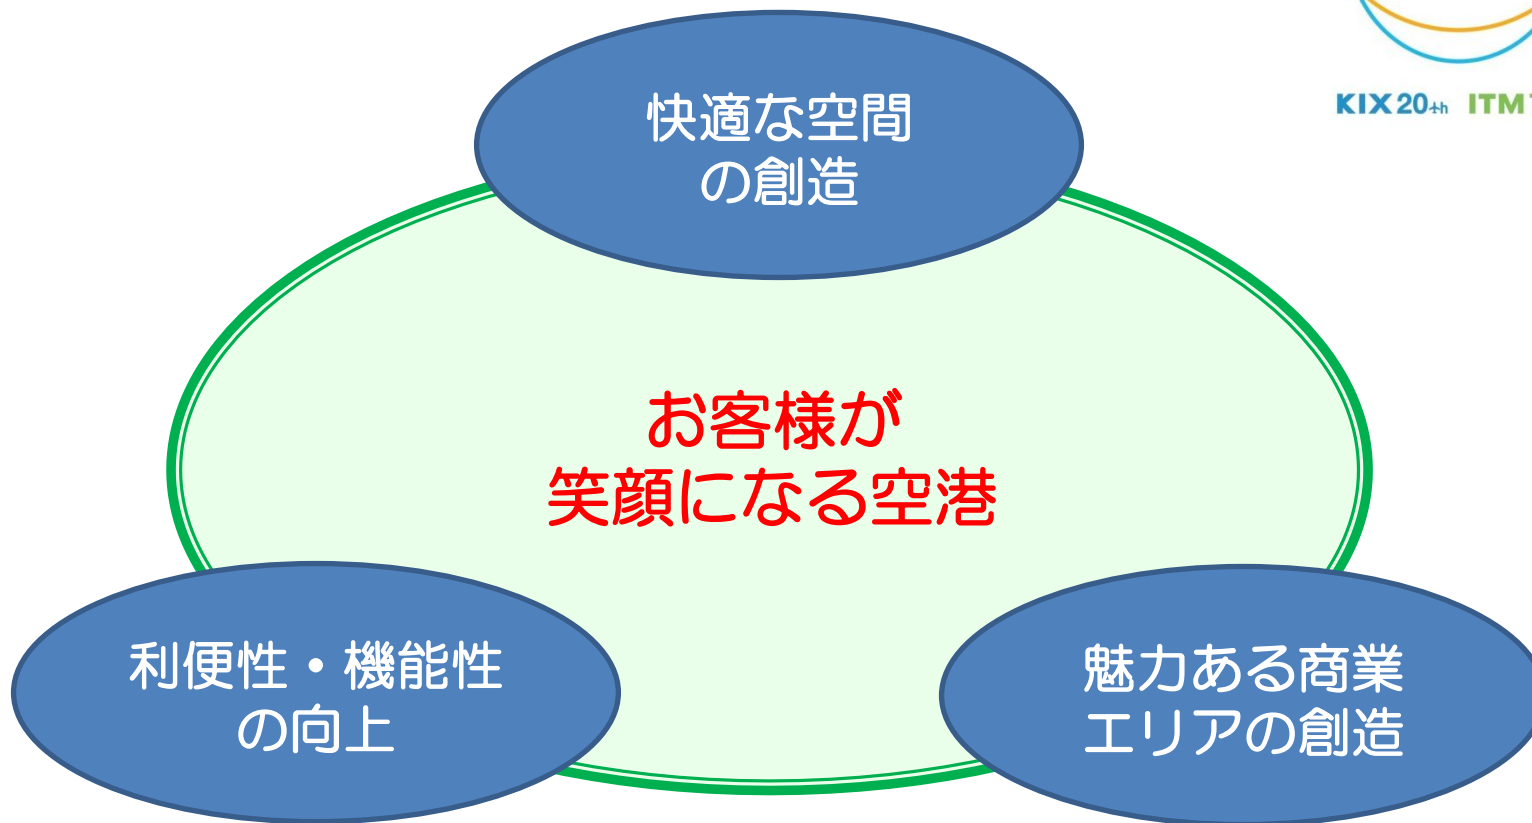 快適な空間
の創造
KIX 20th ITM
お客様が
笑顔になる空港
利便性・機能性
の向上
魅力ある商業
エリアの創造